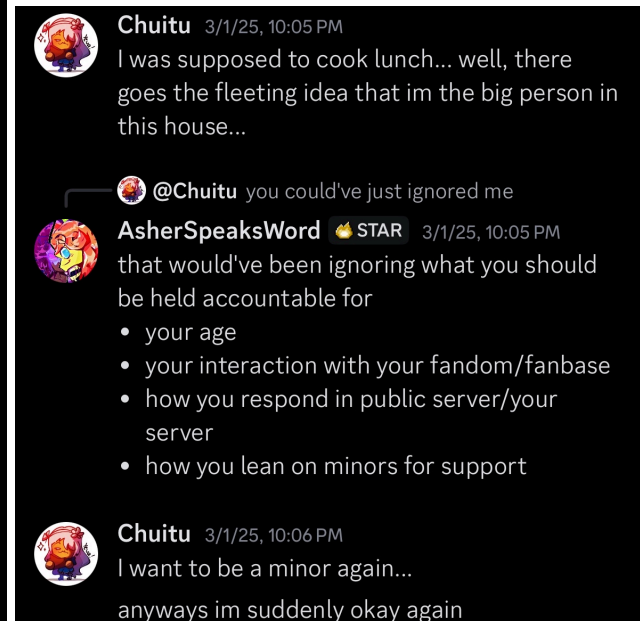 Chuitu 3/1/25, 10:05 PM
I was supposed to cook lunch... well, there
goes the fleeting idea that im the big person in
this house...
@Chuitu you could've just ignored me
AsherSpeaksWord STAR 3/1/25, 10:05 PM
that would've been ignoring what you should
be held accountable for
• your age
• your interaction with your fandom/fanbase
• how you respond in public server/your
server
• how you lean on minors for support
Chuitu 3/1/25, 10:06 PM
I want to be a minor again...
anyways im suddenly okay again